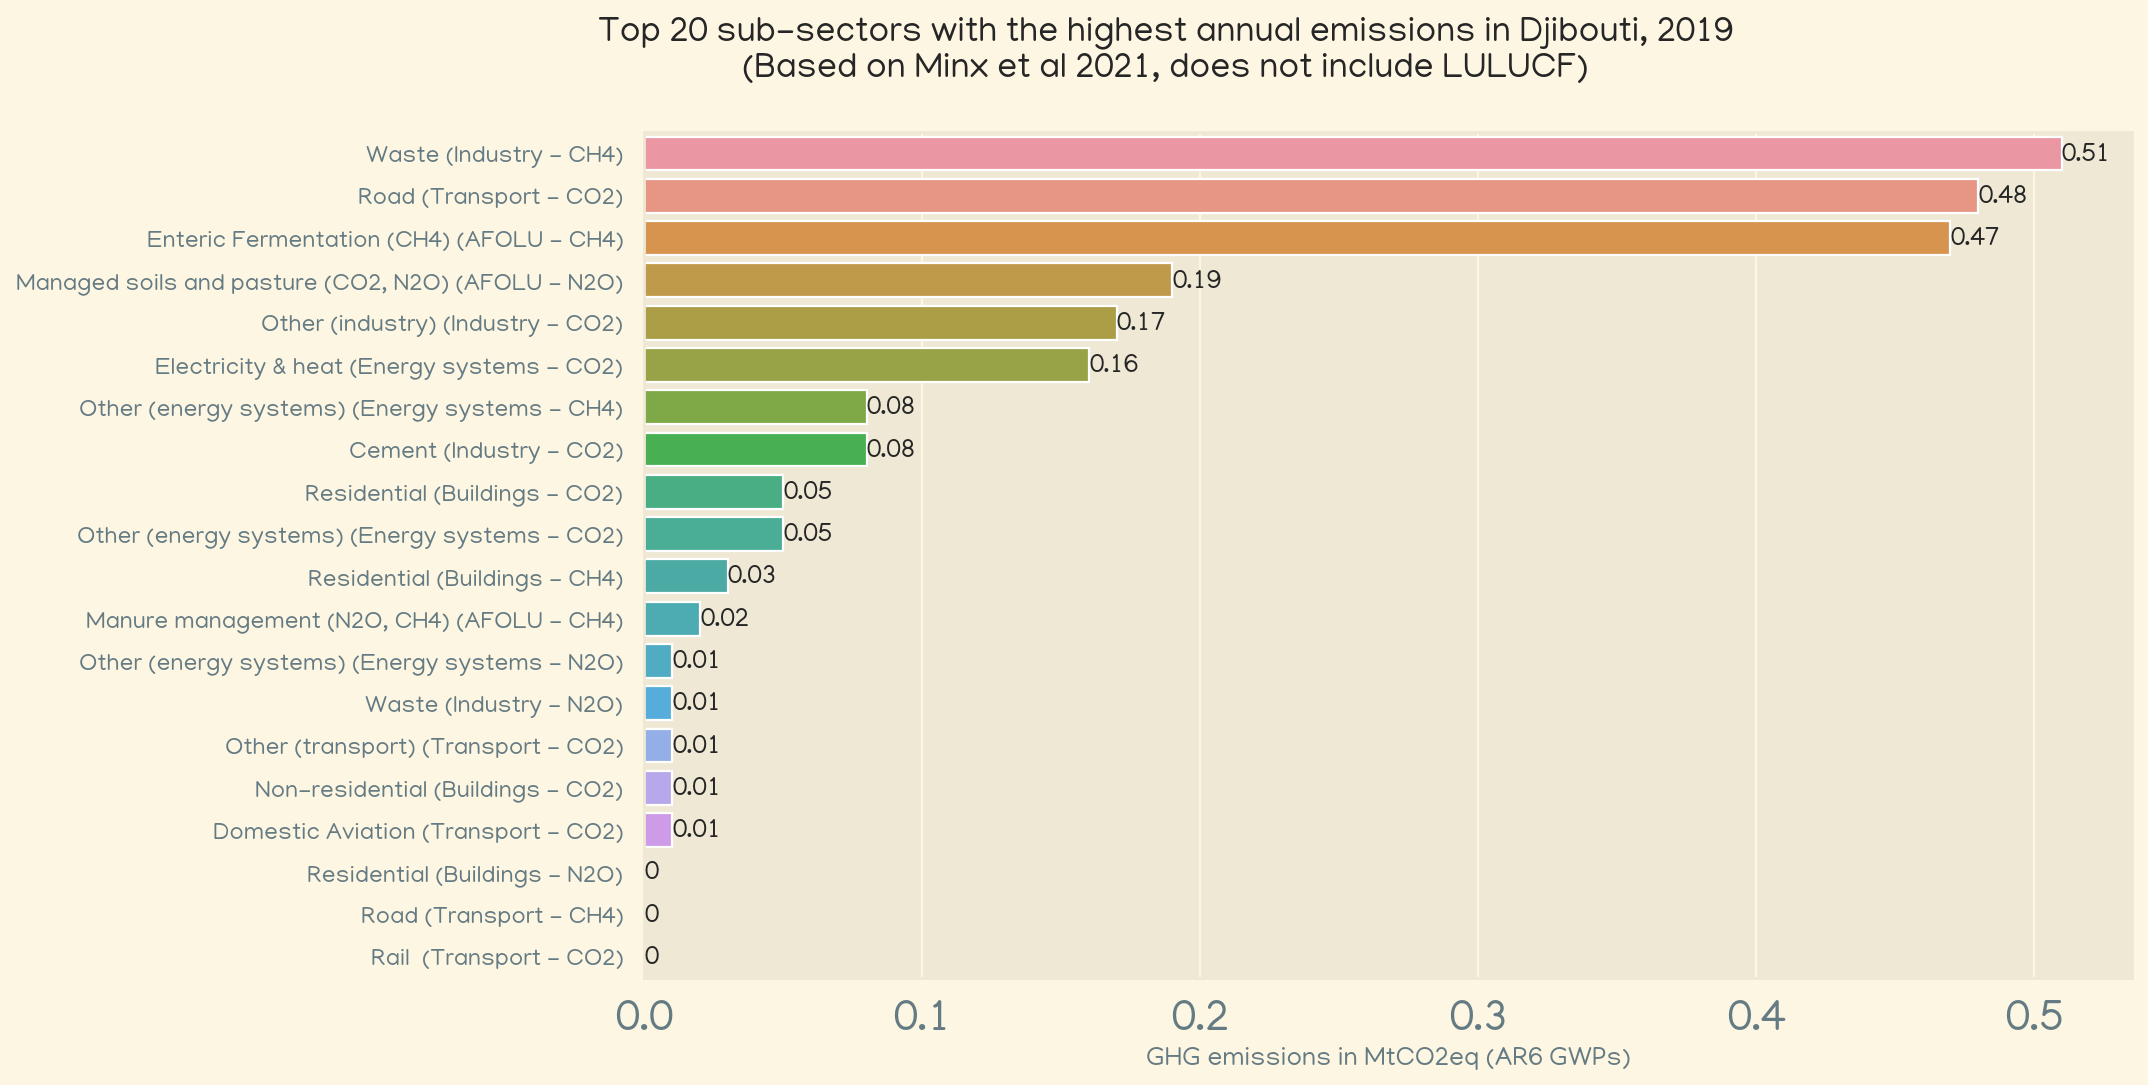 Top 20 sub-sectors with the highest annual emissions in Djibouti, 2019
(Based on Minx et al 2021, does not include LULUCF)
Waste (Industry - CH4) 0.51
Road (Transport - CO2) 0.48
Enteric Fermentation (CH4) (AFOLU - CH4) 0.47
Managed soils and pasture (CO2, N2O) (AFOLU - N2O) 0.19
Other (industry) (Industry - CO2) 0.17
Electricity & heat (Energy systems - CO2) 0.16
Other (energy systems) (Energy systems - CH4) 0.08
Cement (Industry - CO2) 0.08
Residential (Buildings - CO2) 0.05
Other (energy systems) (Energy systems - CO2) 0.05
Residential (Buildings - CH4) 0.03
Manure management (N2O, CH4) (AFOLU - CH4) 0.02
Other (energy systems) (Energy systems - N2O) 0.01
Waste (Industry - N2O) 0.01
Other (transport) (Transport - CO2) 0.01
Non-residential (Buildings - CO2) 0.01
Domestic Aviation (Transport - CO2) 0.01
Residential (Buildings - N2O) 0
Road (Transport - CH4) 0
Rail  (Transport - CO2) 0
0.0 0.1 0.2 0.3 0.4 0.5
GHG emissions in MtCO2eq (AR6 GWPs)